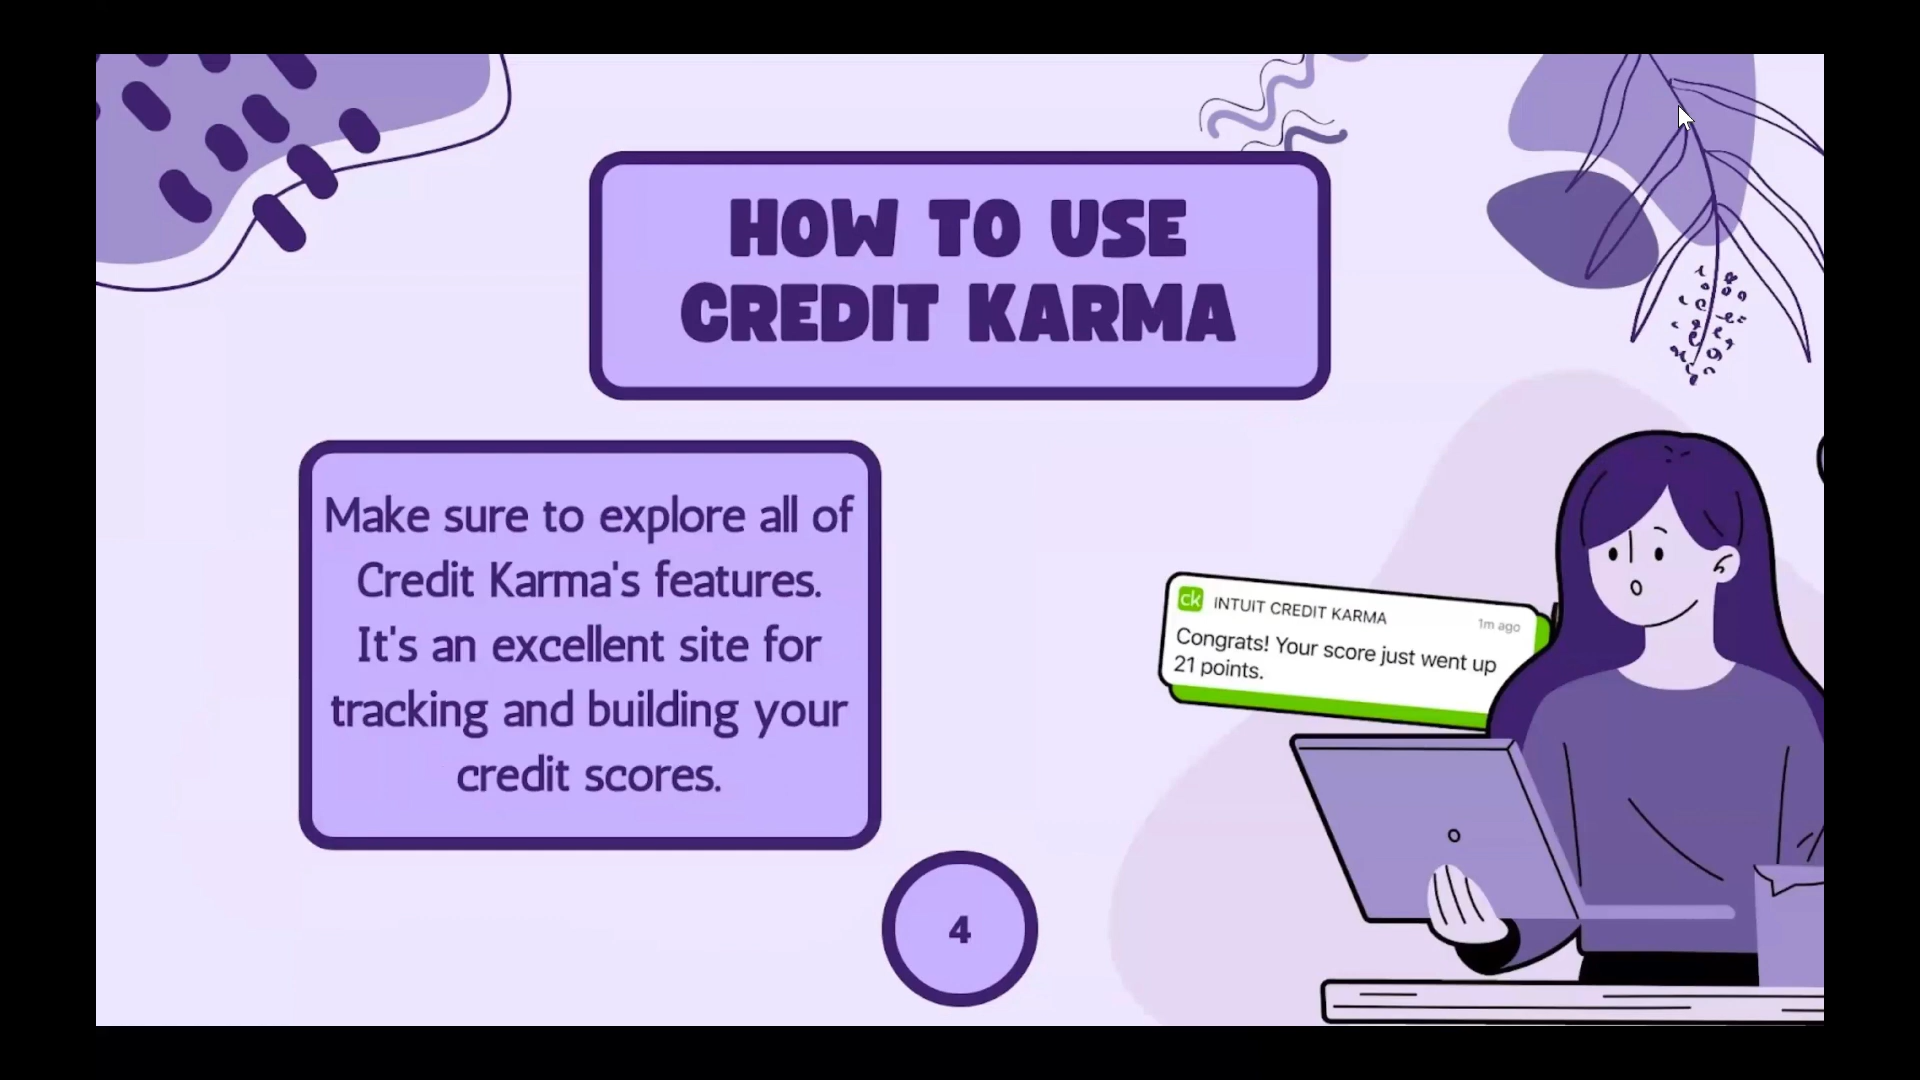 HOW TO USE
CREDIT KARMA
Make sure to explore all of
Credit Karma's features.
It's an excellent site for
tracking and building your
credit scores.
ck INTUIT CREDIT KARMA 1m ago
Congrats! Your score just went up
21 points.
4